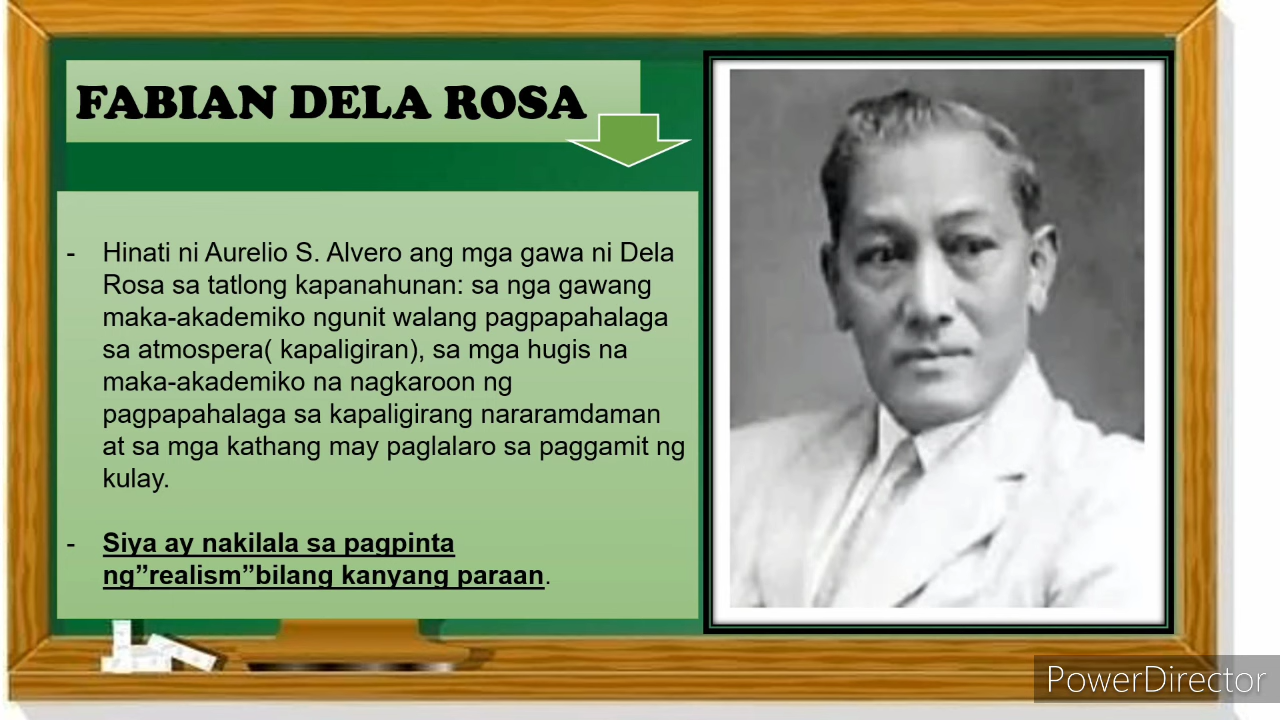 FABIAN DELA ROSA
- Hinati ni Aurelio S. Alvero ang mga gawa ni Dela
Rosa sa tatlong kapanahunan: sa nga gawang
maka-akademiko ngunit walang pagpapahalaga
sa atmospera( kapaligiran), sa mga hugis na
maka-akademiko na nagkaroon ng
pagpapahalaga sa kapaligirang nararamdaman
at sa mga kathang may paglalaro sa paggamit ng
kulay.
- Siya ay nakilala sa pagpinta
ng”realism”bilang kanyang paraan.
PowerDirector